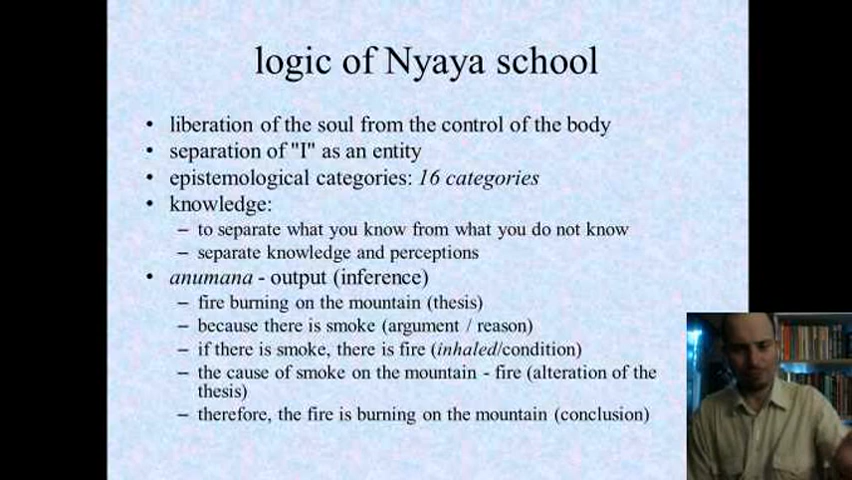 logic of Nyaya school
• liberation of the soul from the control of the body
• separation of "I" as an entity
• epistemological categories: 16 categories
• knowledge:
– to separate what you know from what you do not know
– separate knowledge and perceptions
• anumana - output (inference)
– fire burning on the mountain (thesis)
– because there is smoke (argument / reason)
– if there is smoke, there is fire (inhaled/condition)
– the cause of smoke on the mountain - fire (alteration of the
thesis)
– therefore, the fire is burning on the mountain (conclusion)